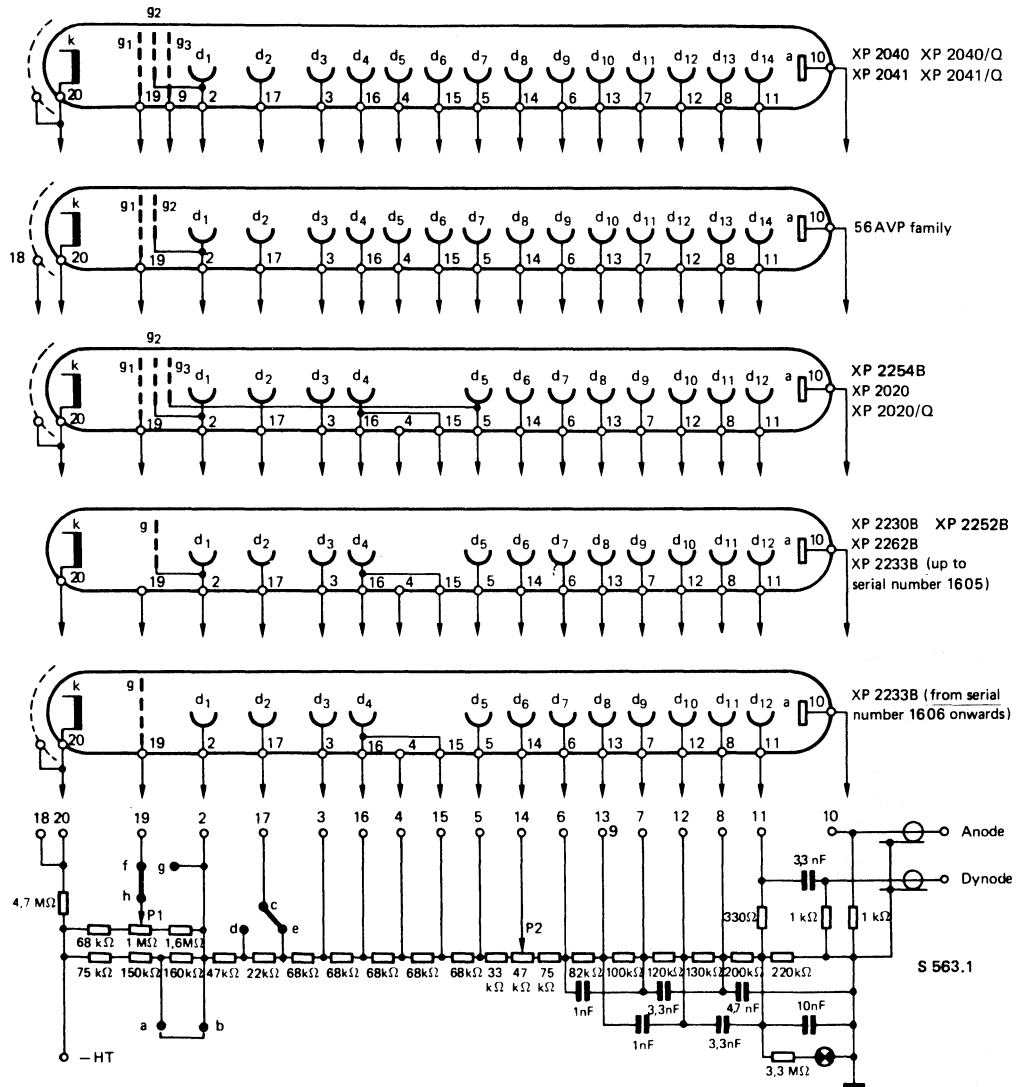 g2
k g1 g3 d1 d2 d3 d4 d5 d6 d7 d8 d9 d10 d11 d12 d13 d14 a 10 XP 2040 XP 2040/Q
XP 2041 XP 2041/Q
20 19 9 2 17 3 16 4 15 5 14 6 13 7 12 8 11
k g1 g2 d1 d2 d3 d4 d5 d6 d7 d8 d9 d10 d11 d12 d13 d14 a 10 56 AVP family
18 20 19 2 17 3 16 4 15 5 14 6 13 7 12 8 11
g2
k g1 g3 d1 d2 d3 d4 d5 d6 d7 d8 d9 d10 d11 d12 a 10 XP 2254B
XP 2020
XP 2020/Q
20 19 2 17 3 16 4 15 5 14 6 13 7 12 8 11
k g d1 d2 d3 d4 d5 d6 d7 d8 d9 d10 d11 d12 a 10 XP 2230B XP 2252B
XP 2262B
XP 2233B (up to
serial number 1605)
20 19 2 17 3 16 4 15 5 14 6 13 7 12 8 11
k g d1 d2 d3 d4 d5 d6 d7 d8 d9 d10 d11 d12 a 10 XP 2233B (from serial
number 1606 onwards)
20 19 2 17 3 16 4 15 5 14 6 13 7 12 8 11
18 20 19 2 17 3 16 4 15 5 14 6 13 9 7 12 8 11 10 Anode
f g
3,3 nF
Dynode
4,7 MΩ h c
P1 d e P2 330Ω 1 kΩ 1 kΩ
68 kΩ 1 MΩ 1,6MΩ
75 kΩ 150kΩ 160kΩ 47kΩ 22kΩ 68kΩ 68kΩ 68kΩ 68kΩ 68kΩ 33 kΩ 47 kΩ 75 kΩ 82kΩ 100kΩ 120kΩ 130kΩ 200kΩ 220kΩ S 563.1
1nF 3,3nF 4,7 nF 10nF
a b
1nF 3,3nF
–HT
3,3 MΩ